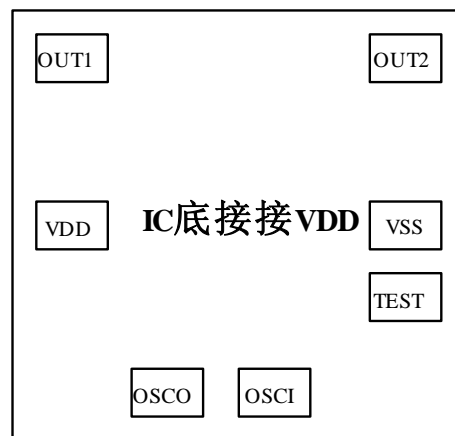 OUT1
OUT2
VDD
IC底接接VDD
VSS
TEST
OSCO
OSCI